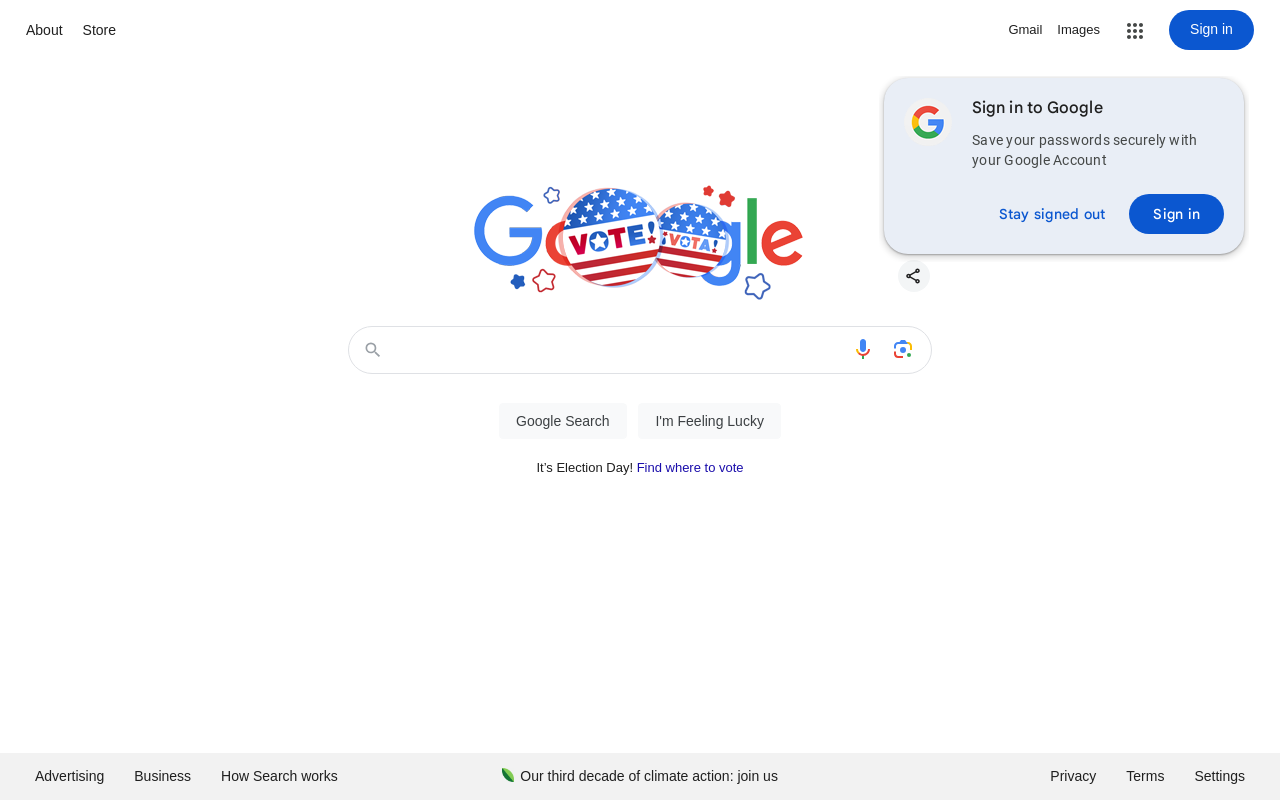 About
Store
Gmail
Images
Sign in
Sign in to Google
Save your passwords securely with
your Google Account
Stay signed out
Sign in
Google
VOTE!
¡VOTA!
Google Search
I'm Feeling Lucky
It's Election Day! Find where to vote
Advertising
Business
How Search works
Our third decade of climate action: join us
Privacy
Terms
Settings